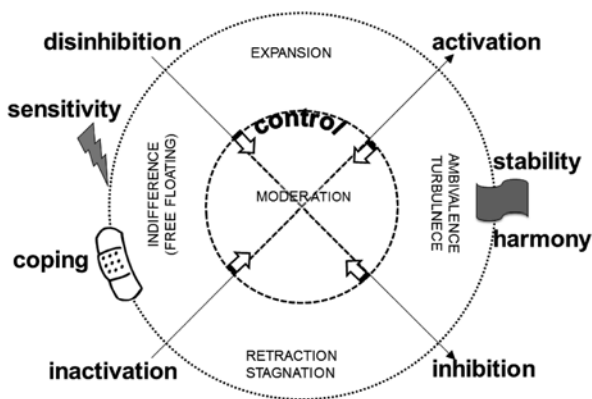 disinhibition
activation
EXPANSION
sensitivity
control
stability
INDIFFERENCE
(FREE FLOATING)
MODERATION
AMBIVALENCE
TURBULNECE
harmony
coping
inactivation
RETRACTION
STAGNATION
inhibition